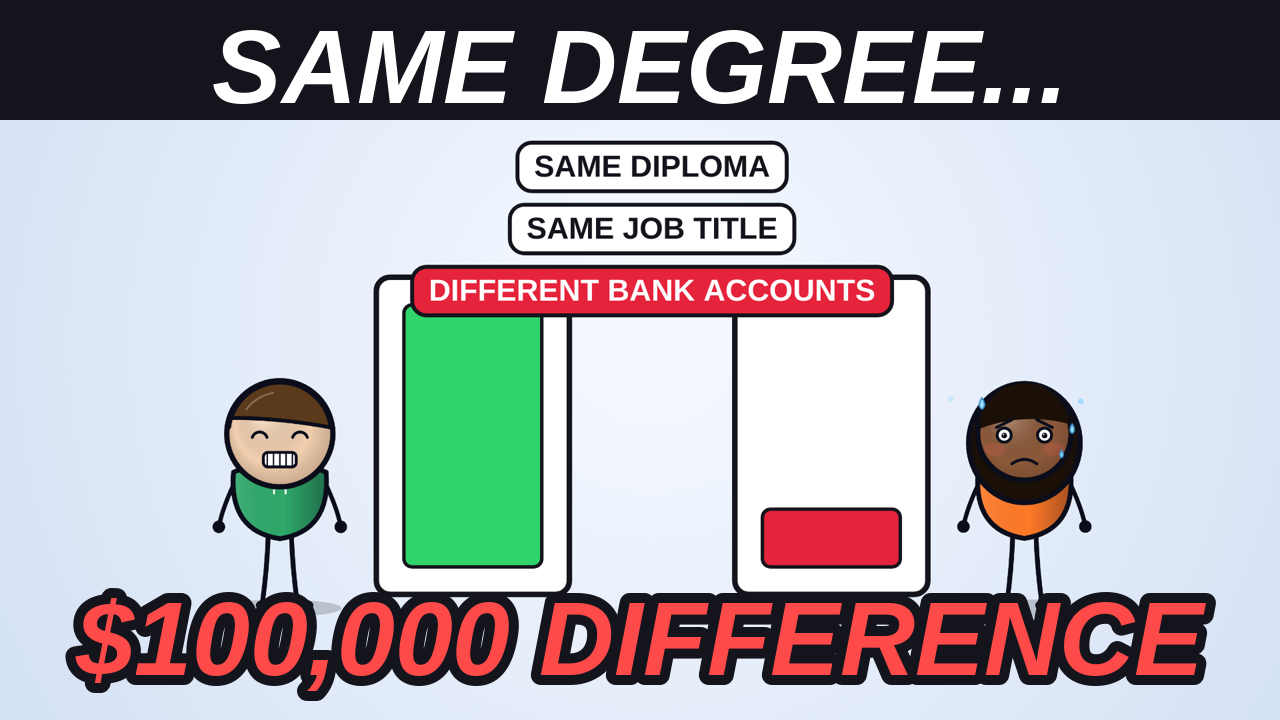 SAME DEGREE...
SAME DIPLOMA
SAME JOB TITLE
DIFFERENT BANK ACCOUNTS
$100,000 DIFFERENCE